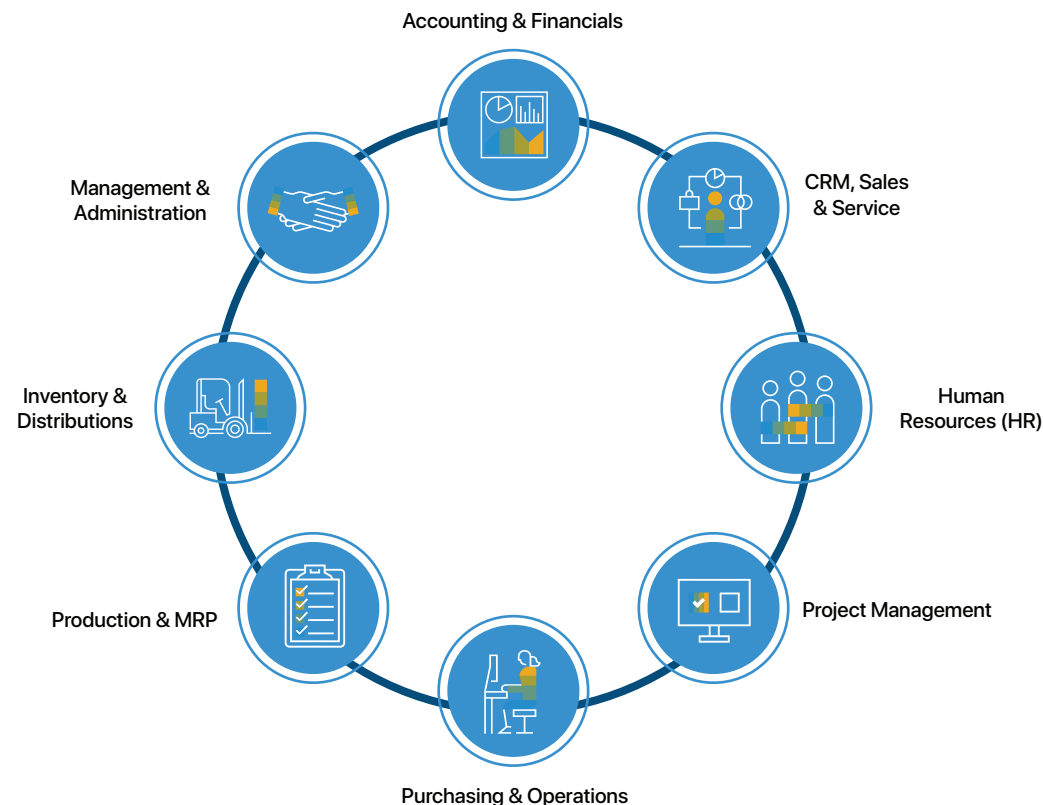 Accounting & Financials
CRM, Sales
& Service
Human
Resources (HR)
Project Management
Purchasing & Operations
Production & MRP
Inventory &
Distributions
Management &
Administration